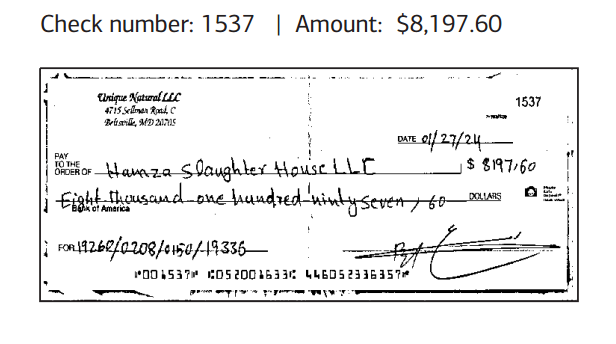 Check number: 1537 | Amount: $8,197.60
Unique Natural LLC
4715 Sellman Road, C
Beltsville, MD 20705
1537
DATE 01/27/24
PAY
TO THE
ORDER OF Hamza Slaughter House LLC $ 8197.60
Eight thousand one hundred ninty seven / 60 DOLLARS
Bank of America
FOR 19260/0208/0150/19336
⑈001537⑈ ⑆052001633⑆ 446052336357⑈